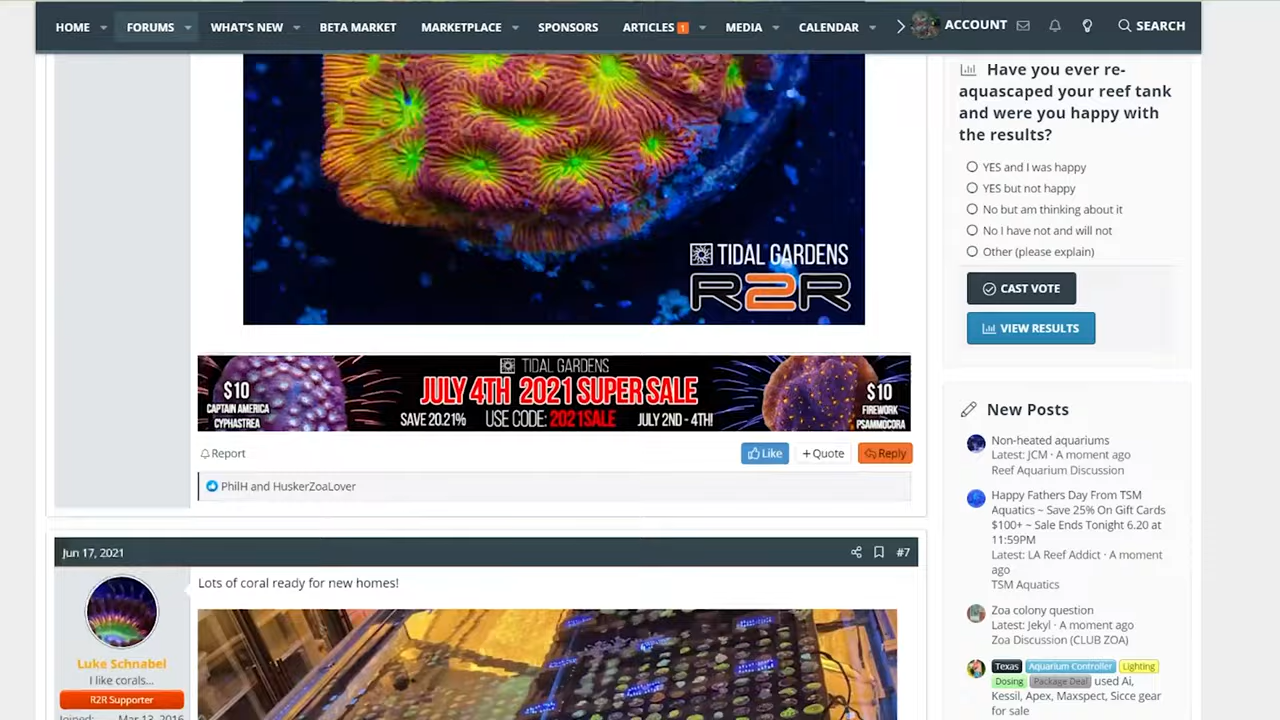 HOME FORUMS WHAT'S NEW BETA MARKET MARKETPLACE SPONSORS ARTICLES 1 MEDIA CALENDAR ACCOUNT SEARCH
TIDAL GARDENS
R2R
$10
CAPTAIN AMERICA
CYPHASTREA
TIDAL GARDENS
JULY 4TH 2021 SUPER SALE
SAVE 20.21% USE CODE: 2021SALE JULY 2ND - 4TH!
$10
FIREWORK
PSAMMOCORA
Report
Like
+ Quote
Reply
PhilH and HuskerZoaLover
Jun 17, 2021
#7
Luke Schnabel
I like corals...
R2R Supporter
Joined: Mar 13, 2016
Lots of coral ready for new homes!
Have you ever re-
aquascaped your reef tank
and were you happy with
the results?
YES and I was happy
YES but not happy
No but am thinking about it
No I have not and will not
Other (please explain)
CAST VOTE
VIEW RESULTS
New Posts
Non-heated aquariums
Latest: JCM · A moment ago
Reef Aquarium Discussion
Happy Fathers Day From TSM
Aquatics ~ Save 25% On Gift Cards
$100+ ~ Sale Ends Tonight 6.20 at
11:59PM
Latest: LA Reef Addict · A moment
ago
TSM Aquatics
Zoa colony question
Latest: Jekyl · A moment ago
Zoa Discussion (CLUB ZOA)
Texas Aquarium Controller Lighting
Dosing Package Deal used Ai,
Kessil, Apex, Maxspect, Sicce gear
for sale